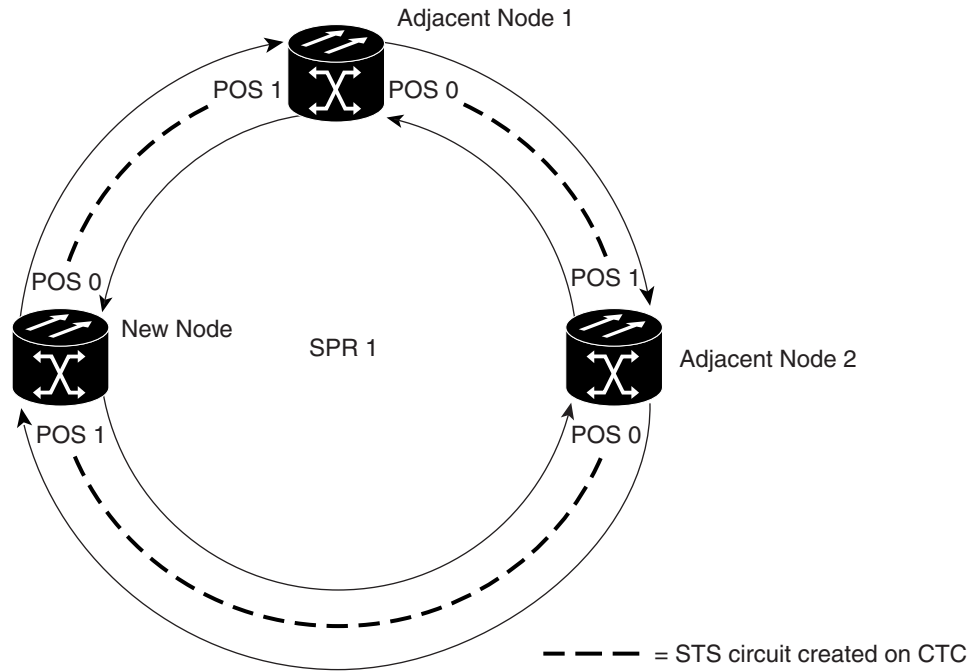 Adjacent Node 1
POS 1
POS 0
POS 0
POS 1
New Node
SPR 1
Adjacent Node 2
POS 1
POS 0
= STS circuit created on CTC